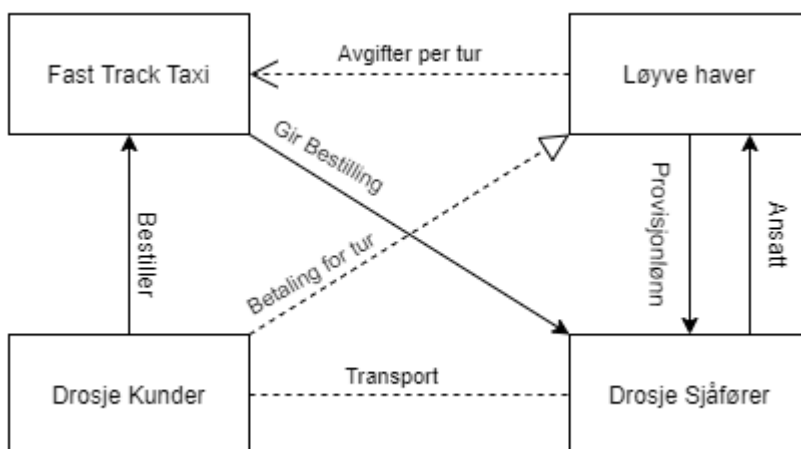 Fast Track Taxi
Avgifter per tur
Løyve haver
Gir Bestilling
Bestiller
Betaling for tur
Provisjonlønn
Ansatt
Drosje Kunder
Transport
Drosje Sjåfører